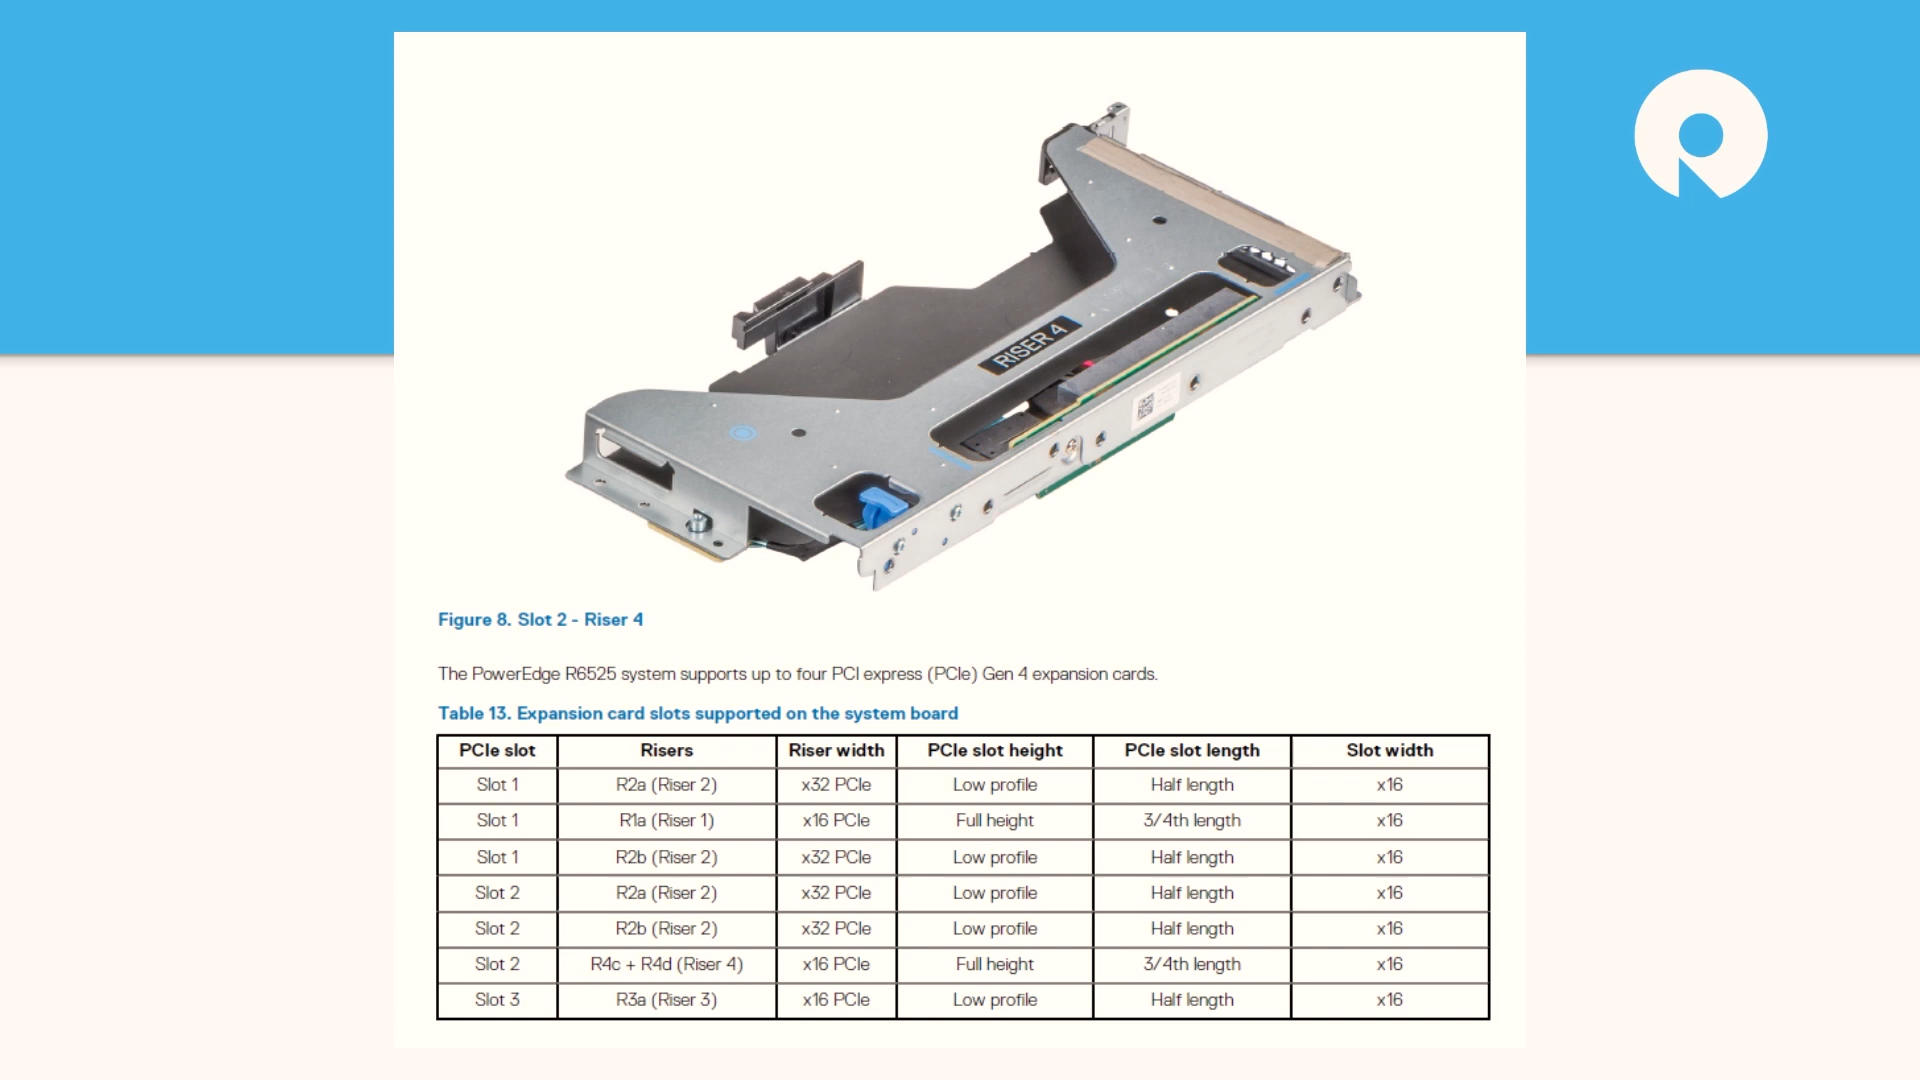 RISER 4
Figure 8. Slot 2 - Riser 4
The PowerEdge R6525 system supports up to four PCI express (PCIe) Gen 4 expansion cards.
Table 13. Expansion card slots supported on the system board
PCIe slot Risers Riser width PCIe slot height PCIe slot length Slot width
Slot 1 R2a (Riser 2) x32 PCIe Low profile Half length x16
Slot 1 R1a (Riser 1) x16 PCIe Full height 3/4th length x16
Slot 1 R2b (Riser 2) x32 PCIe Low profile Half length x16
Slot 2 R2a (Riser 2) x32 PCIe Low profile Half length x16
Slot 2 R2b (Riser 2) x32 PCIe Low profile Half length x16
Slot 2 R4c + R4d (Riser 4) x16 PCIe Full height 3/4th length x16
Slot 3 R3a (Riser 3) x16 PCIe Low profile Half length x16